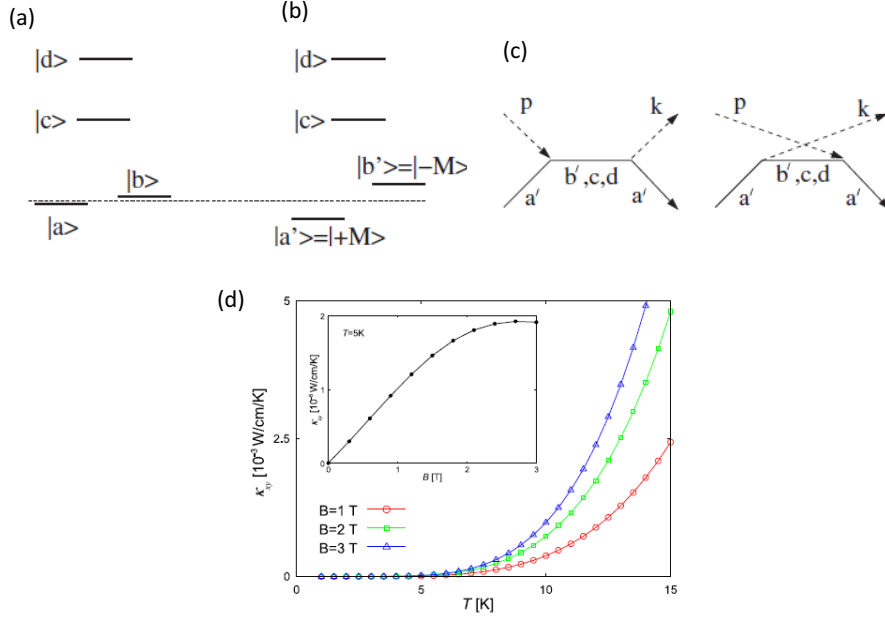 (a)
|d>
|c>
|b>
|a>
(b)
|d>
|c>
|b'>=|−M>
|a'>=|+M>
(c)
p
k
a'
b',c,d
a'
p
k
a'
b',c,d
a'
(d)
κxy [10⁻³ W/cm/K]
5
2.5
0
0
5
10
15
T [K]
B=1 T
B=2 T
B=3 T
T=5K
κxy [10⁻⁶ W/cm/K]
2
1
0
0
1
2
3
B [T]